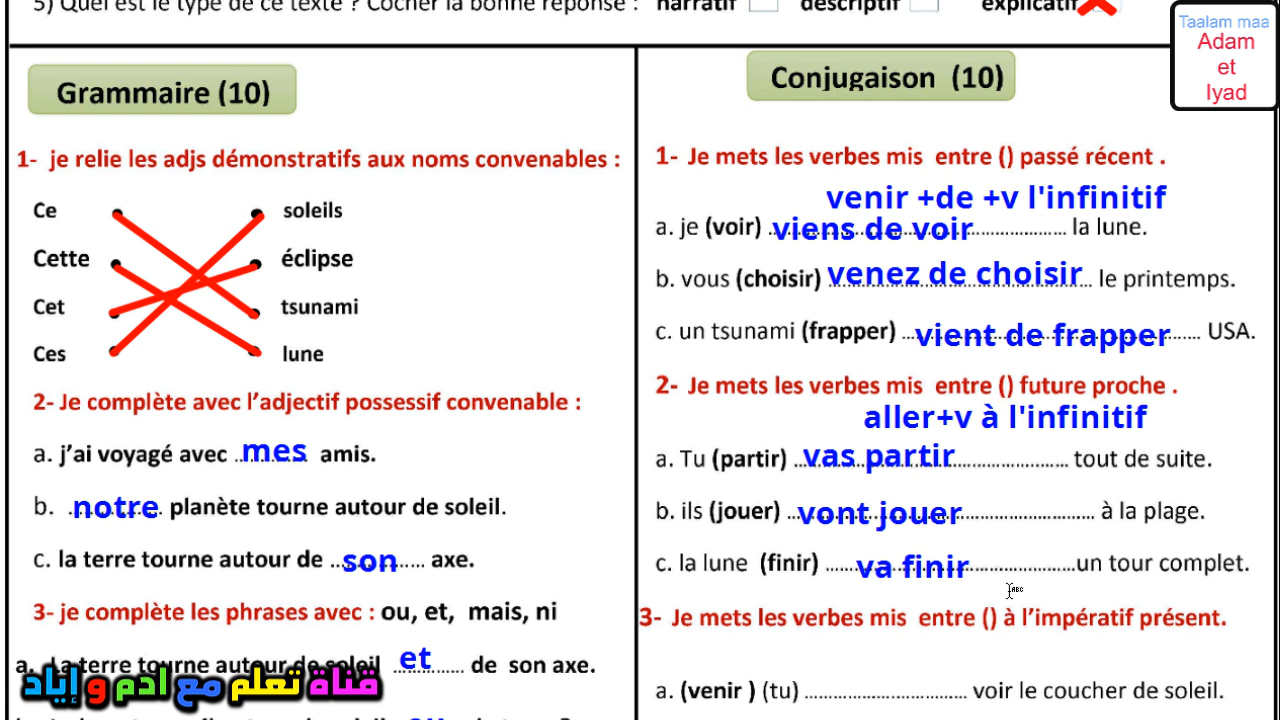 5) Quel est le type de ce texte ? Cocher la bonne réponse : narratif descriptif explicatif
Taalam maa
Adam
et
Iyad
Grammaire (10)
1- je relie les adjs démonstratifs aux noms convenables :
Ce soleils
Cette éclipse
Cet tsunami
Ces lune
2- Je complète avec l’adjectif possessif convenable :
a. j’ai voyagé avec mes amis.
b. notre planète tourne autour de soleil.
c. la terre tourne autour de son axe.
3- je complète les phrases avec : ou, et, mais, ni
a. La terre tourne autour de soleil et de son axe.
قناة تعلم مع ادم و إياد
Conjugaison (10)
1- Je mets les verbes mis entre () passé récent .
venir +de +v l'infinitif
a. je (voir) viens de voir la lune.
b. vous (choisir) venez de choisir le printemps.
c. un tsunami (frapper) vient de frapper USA.
2- Je mets les verbes mis entre () future proche .
aller+v à l'infinitif
a. Tu (partir) vas partir tout de suite.
b. ils (jouer) vont jouer à la plage.
c. la lune (finir) va finir un tour complet.
ABC
3- Je mets les verbes mis entre () à l’impératif présent.
a. (venir ) (tu) .................................. voir le coucher de soleil.